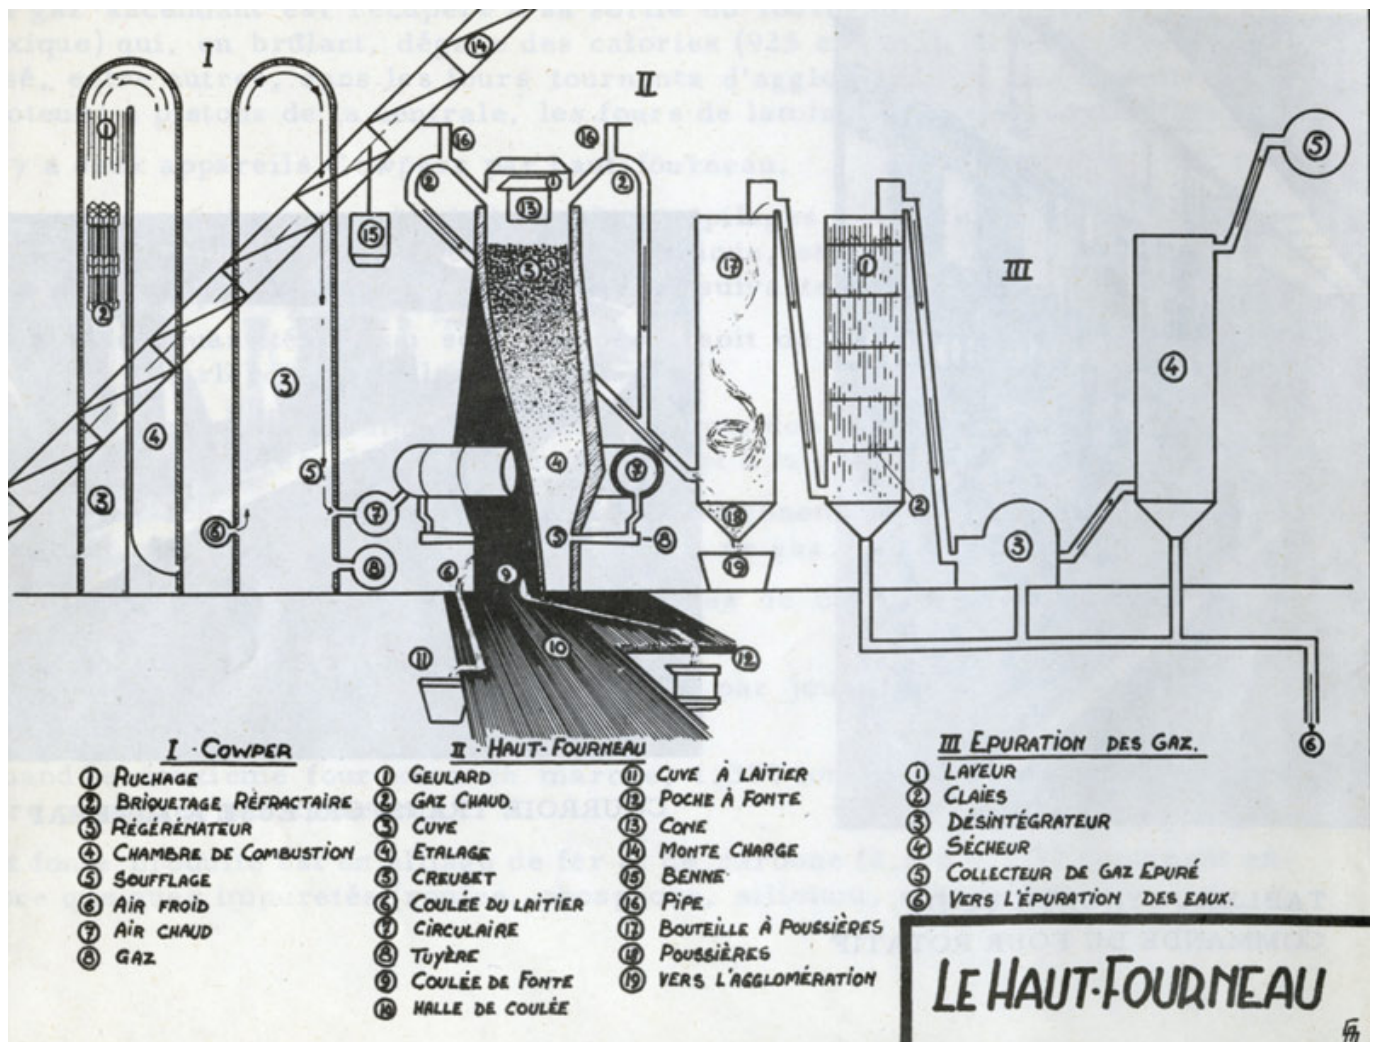 I
II
III
I · COWPER
① RUCHAGE
② BRIQUETAGE RÉFRACTAIRE
③ RÉGÉRÉNATEUR
④ CHAMBRE DE COMBUSTION
⑤ SOUFFLAGE
⑥ AIR FROID
⑦ AIR CHAUD
⑧ GAZ
II · HAUT-FOURNEAU
① GEULARD
② GAZ CHAUD
③ CUVE
④ ETALAGE
⑤ CREUSET
⑥ COULÉE DU LAITIER
⑦ CIRCULAIRE
⑧ TUYÈRE
⑨ COULÉE DE FONTE
⑩ HALLE DE COULÉE
⑪ CUVE À LAITIER
⑫ POCHE À FONTE
⑬ CONE
⑭ MONTE CHARGE
⑮ BENNE
⑯ PIPE
⑰ BOUTEILLE À POUSSIÈRES
⑱ POUSSIÈRES
⑲ VERS L'AGGLOMÉRATION
III EPURATION DES GAZ.
① LAVEUR
② CLAIES
③ DÉSINTÉGRATEUR
④ SÉCHEUR
⑤ COLLECTEUR DE GAZ EPURÉ
⑥ VERS L'ÉPURATION DES EAUX.
LE HAUT-FOURNEAU